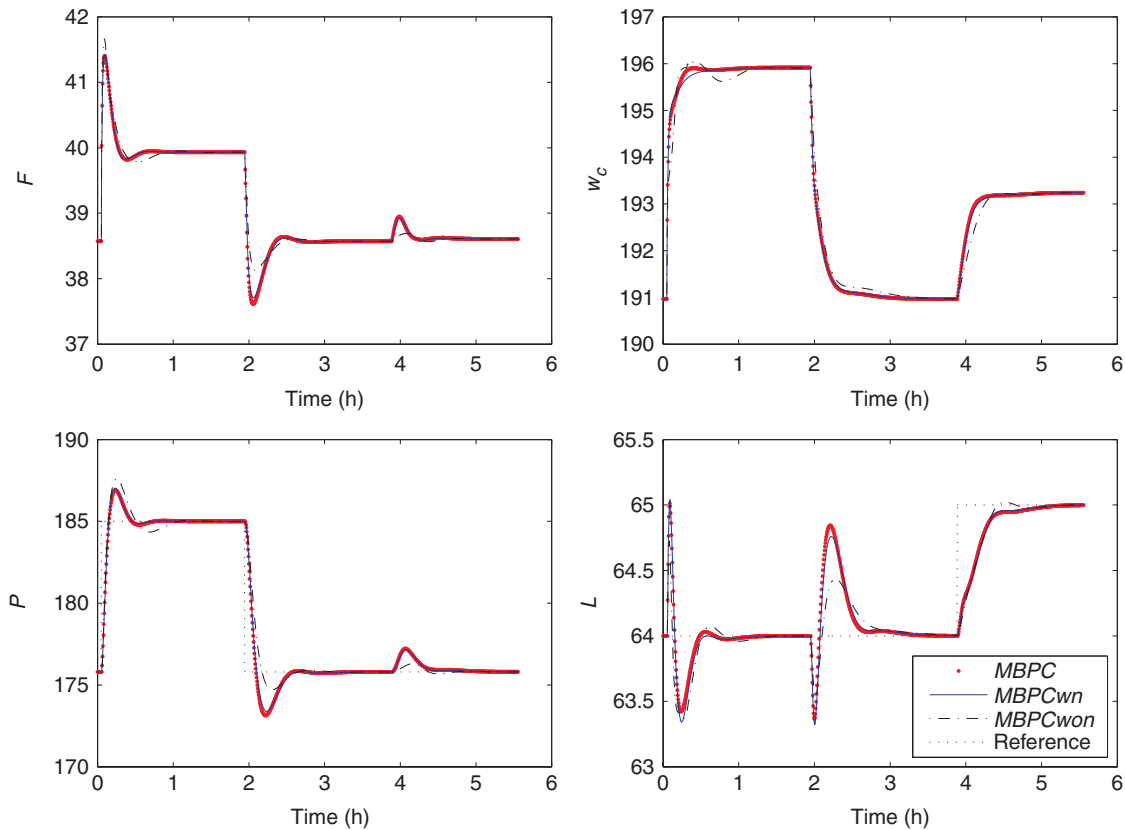 42
41
40
39
38
37
F
0 1 2 3 4 5 6
Time (h)
197
196
195
194
193
192
191
190
w_c
0 1 2 3 4 5 6
Time (h)
190
185
180
175
170
P
0 1 2 3 4 5 6
Time (h)
65.5
65
64.5
64
63.5
63
L
0 1 2 3 4 5 6
Time (h)
MBPC
MBPCwn
MBPCwon
Reference